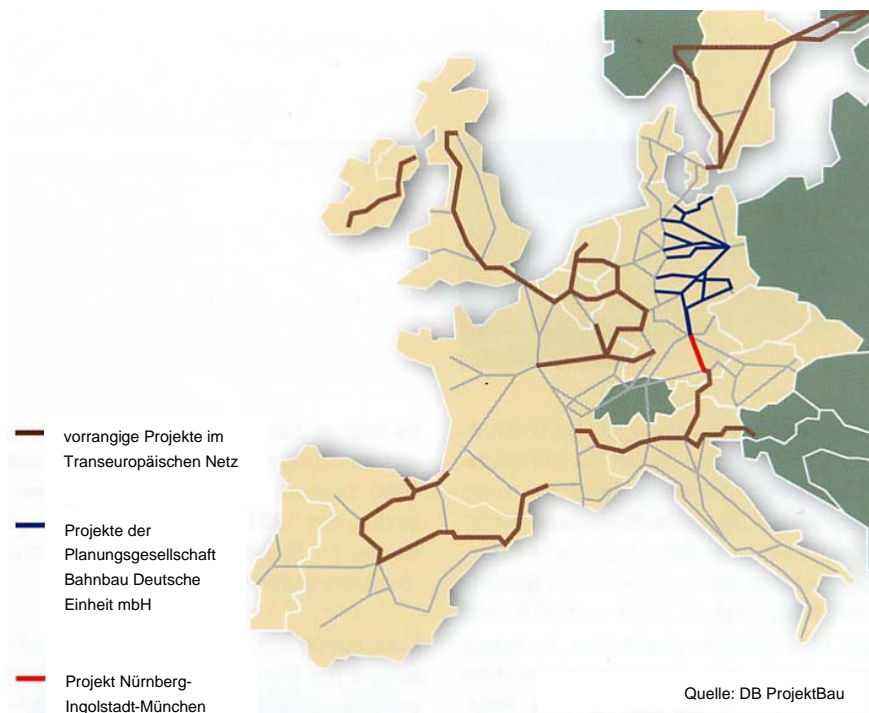 vorrangige Projekte im
Transeuropäischen Netz
Projekte der
Planungsgesellschaft
Bahnbau Deutsche
Einheit mbH
Projekt Nürnberg-
Ingolstadt-München
Quelle: DB ProjektBau